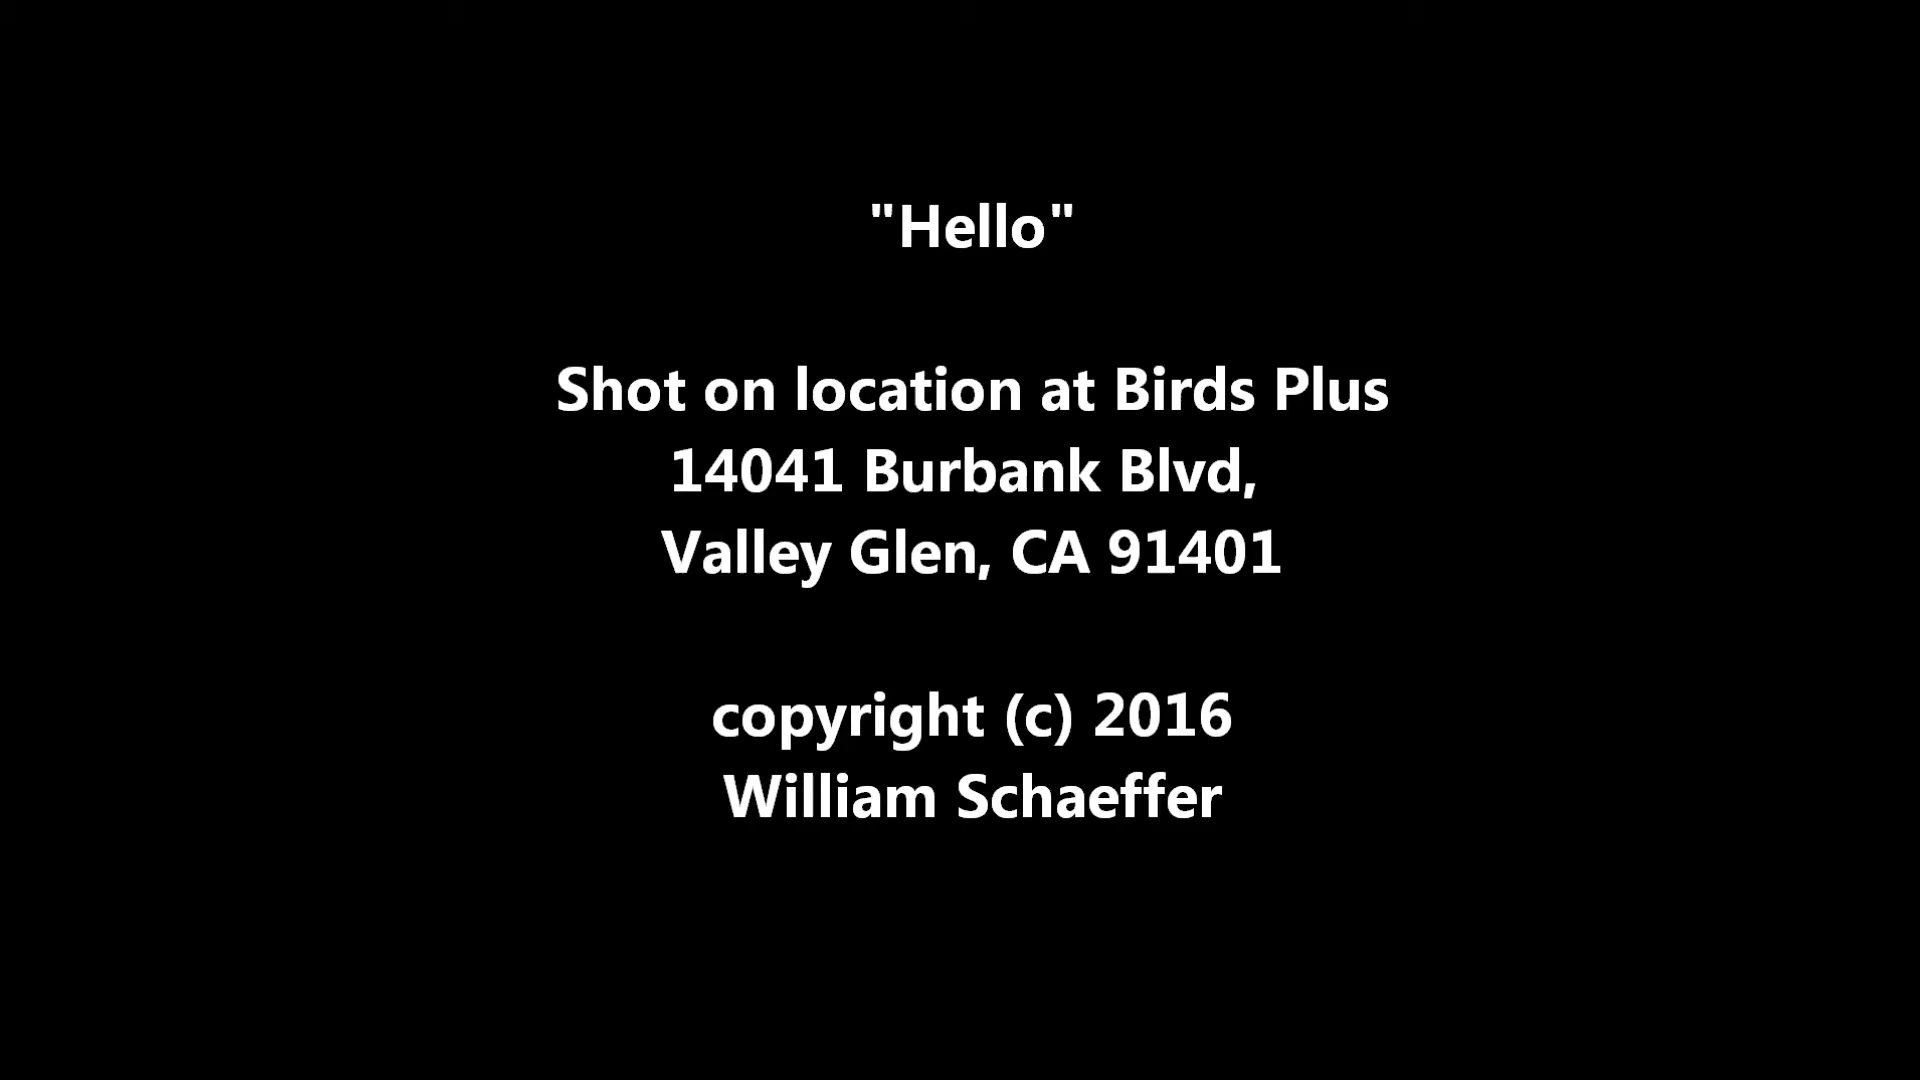 "Hello"
Shot on location at Birds Plus
14041 Burbank Blvd,
Valley Glen, CA 91401
copyright (c) 2016
William Schaeffer